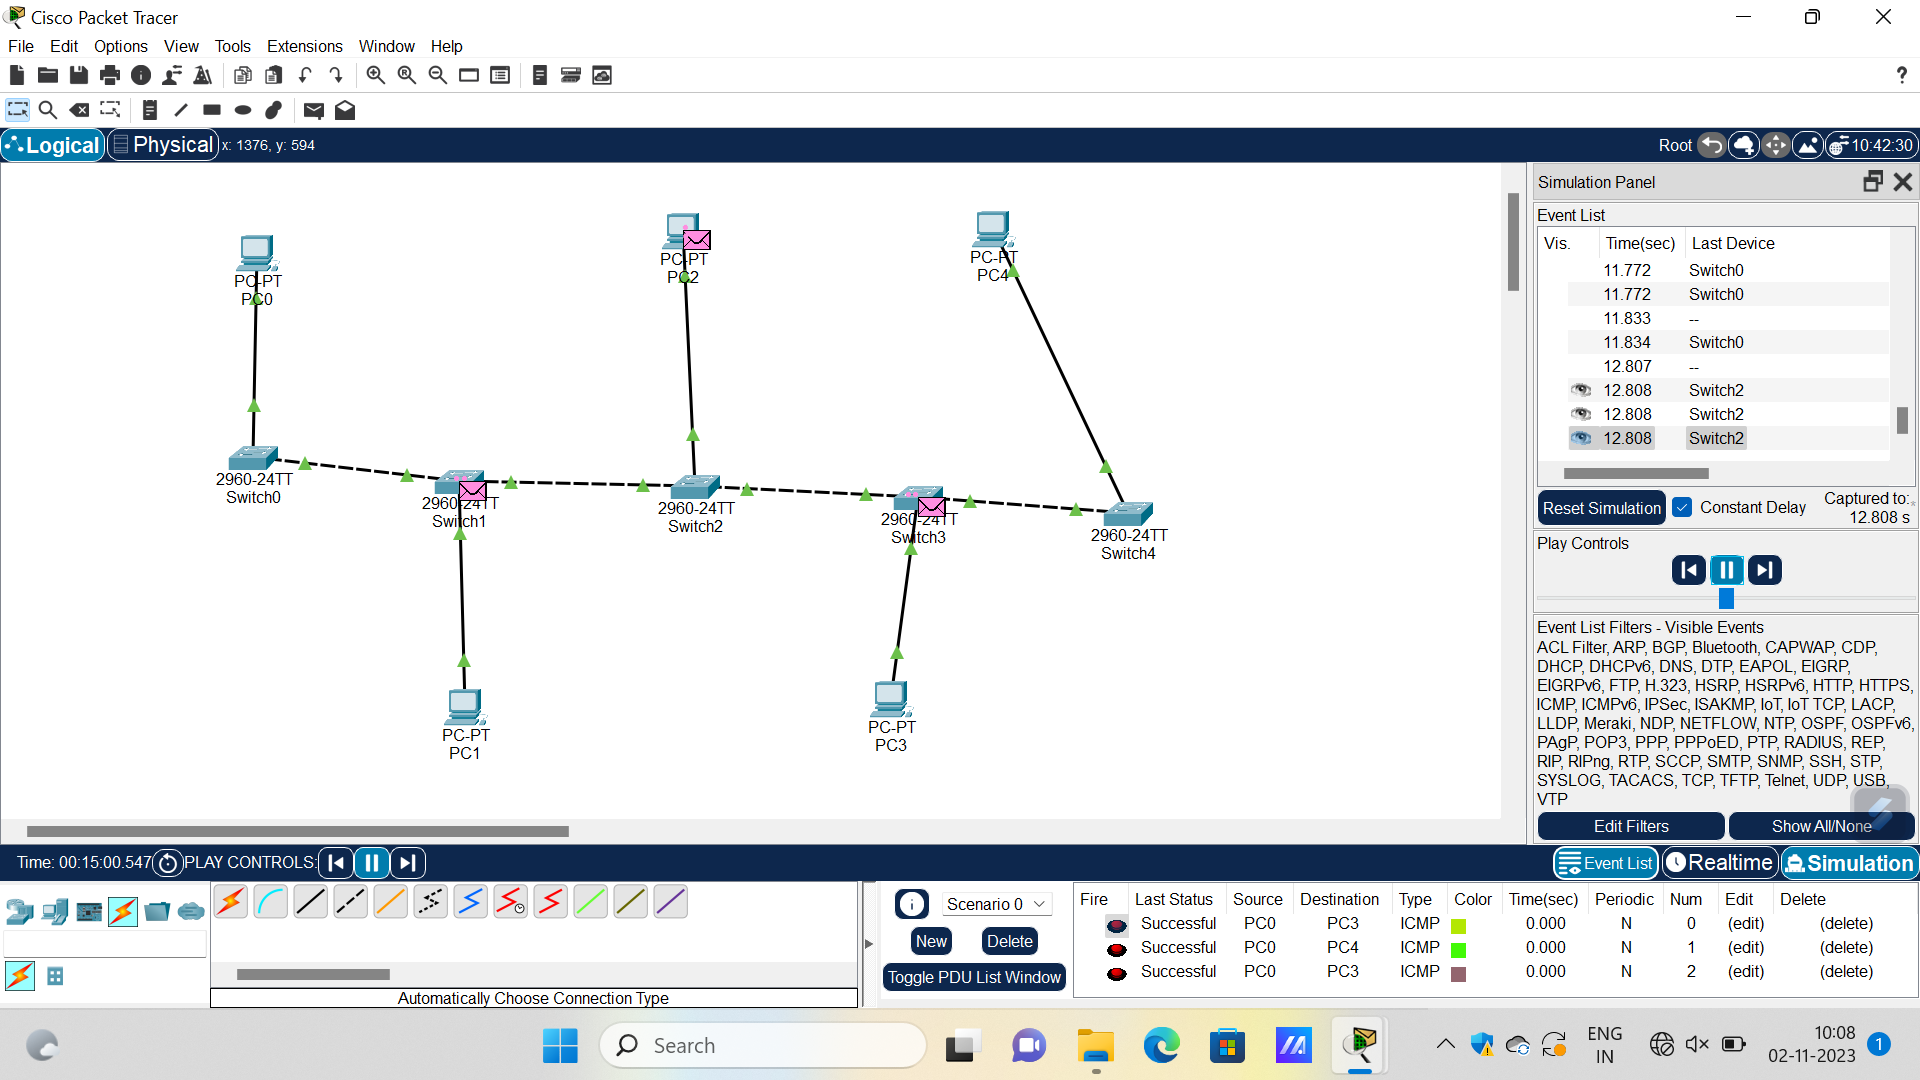 Cisco Packet Tracer
File Edit Options View Tools Extensions Window Help
?
Logical Physical x: 1376, y: 594 Root 10:42:30
PC-PT
PC0
PC-PT
PC2
PC-PT
PC4
2960-24TT
Switch0
2960-24TT
Switch1
2960-24TT
Switch2
2960-24TT
Switch3
2960-24TT
Switch4
PC-PT
PC1
PC-PT
PC3
Simulation Panel
Event List
Vis. Time(sec) Last Device
11.772 Switch0
11.772 Switch0
11.833 --
11.834 Switch0
12.807 --
12.808 Switch2
12.808 Switch2
12.808 Switch2
Reset Simulation Constant Delay Captured to:
12.808 s
Play Controls
Event List Filters - Visible Events
ACL Filter, ARP, BGP, Bluetooth, CAPWAP, CDP,
DHCP, DHCPv6, DNS, DTP, EAPOL, EIGRP,
EIGRPv6, FTP, H.323, HSRP, HSRPv6, HTTP, HTTPS,
ICMP, ICMPv6, IPSec, ISAKMP, IoT, IoT TCP, LACP,
LLDP, Meraki, NDP, NETFLOW, NTP, OSPF, OSPFv6,
PAgP, POP3, PPP, PPPoED, PTP, RADIUS, REP,
RIP, RIPng, RTP, SCCP, SMTP, SNMP, SSH, STP,
SYSLOG, TACACS, TCP, TFTP, Telnet, UDP, USB,
VTP
Edit Filters Show All/None
Time: 00:15:00.547 PLAY CONTROLS: Event List Realtime Simulation
Automatically Choose Connection Type
Scenario 0
New Delete
Toggle PDU List Window
Fire Last Status Source Destination Type Color Time(sec) Periodic Num Edit Delete
Successful PC0 PC3 ICMP 0.000 N 0 (edit) (delete)
Successful PC0 PC4 ICMP 0.000 N 1 (edit) (delete)
Successful PC0 PC3 ICMP 0.000 N 2 (edit) (delete)
Search
ENG
IN
10:08
02-11-2023
1